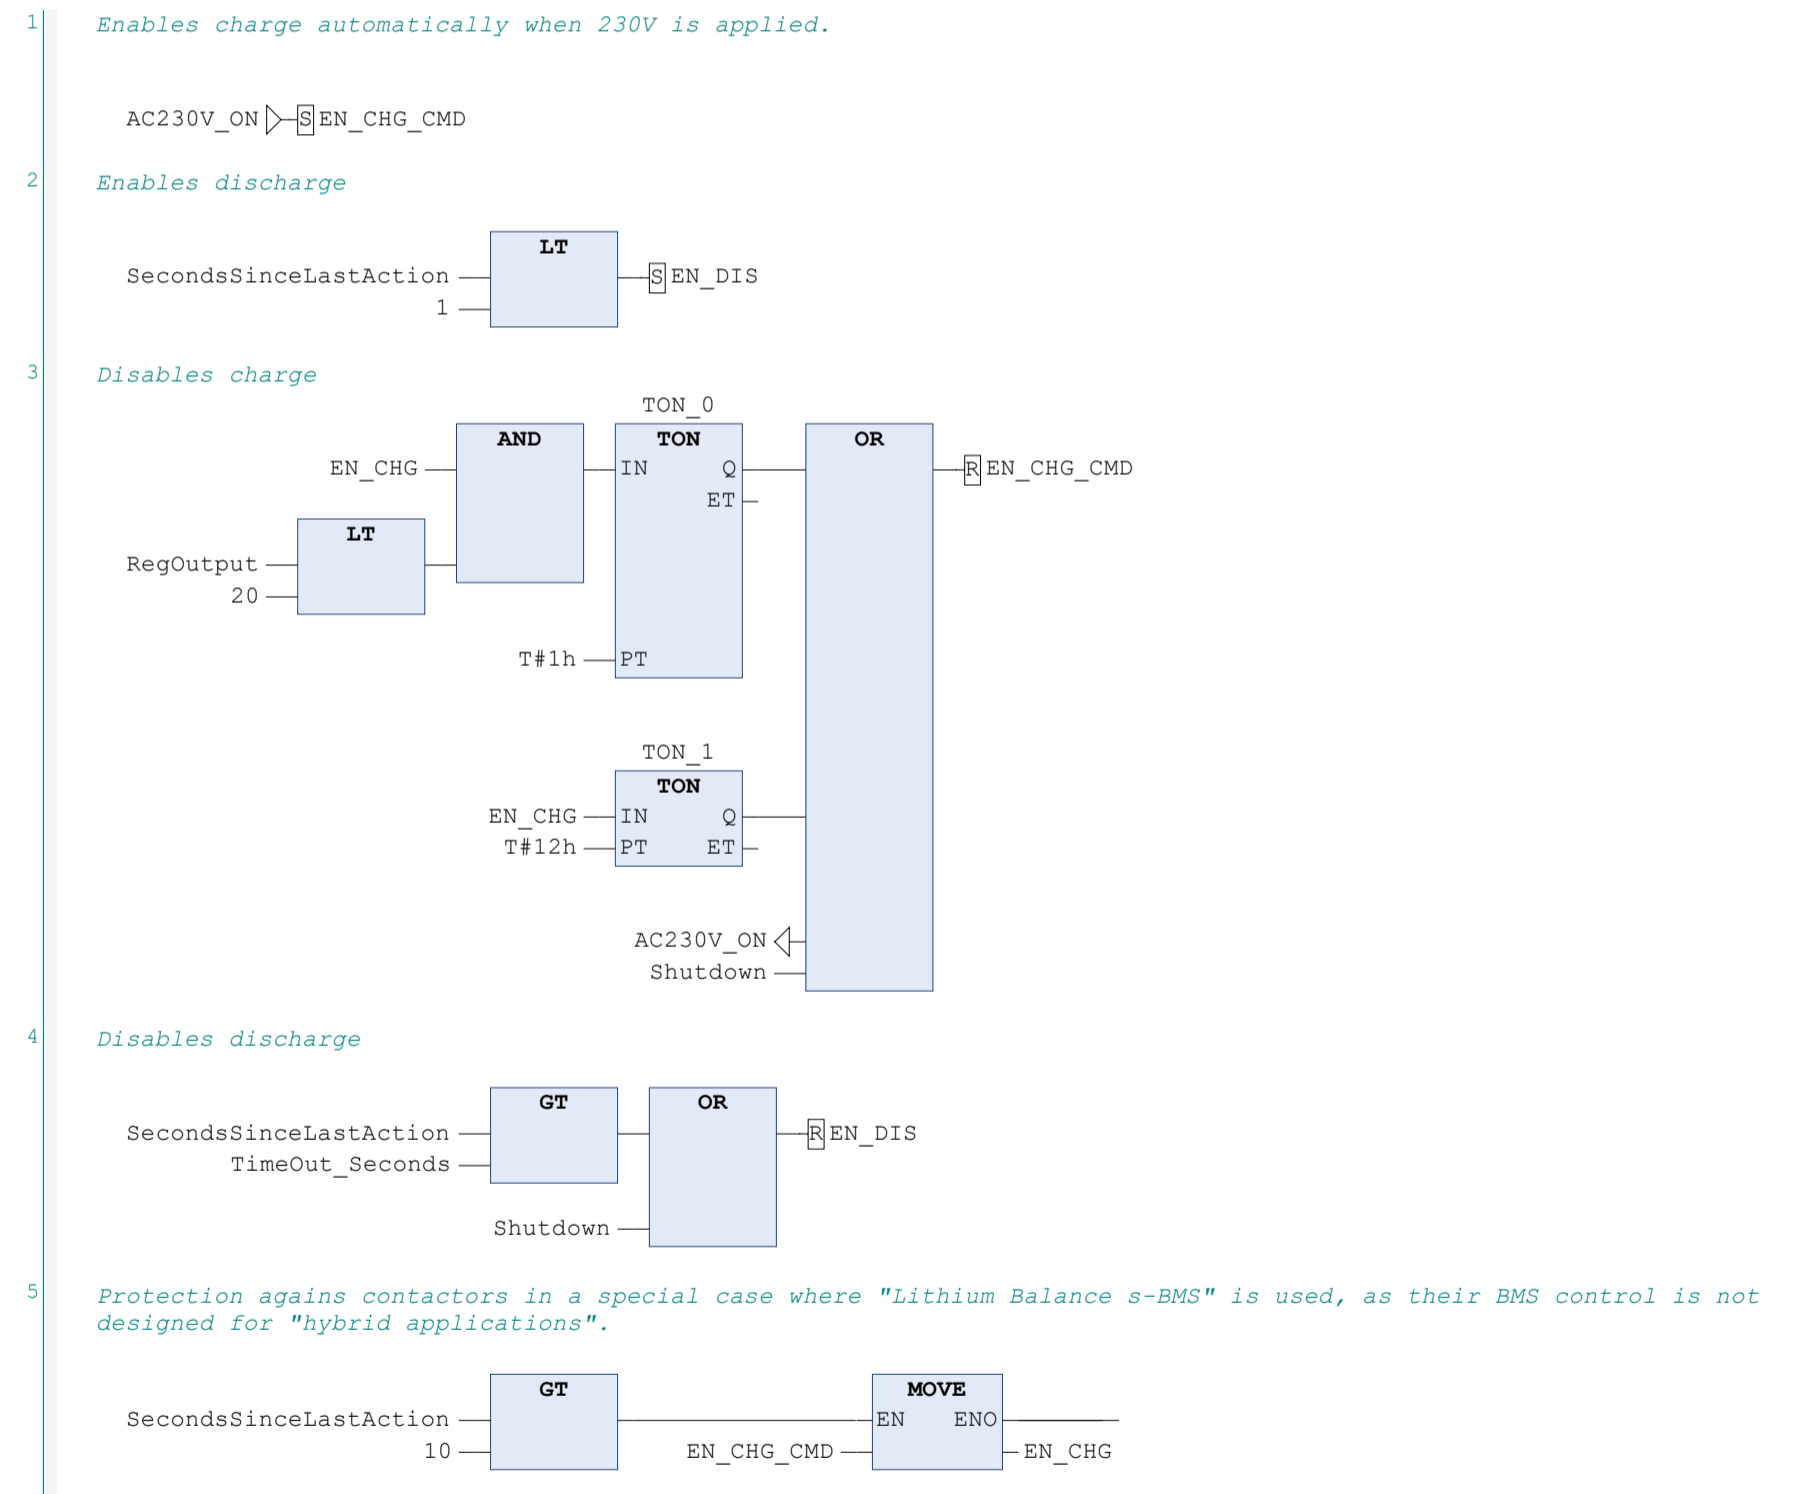 1 Enables charge automatically when 230V is applied.
AC230V_ON S EN_CHG_CMD
2 Enables discharge
LT
SecondsSinceLastAction S EN_DIS
1
3 Disables charge
TON_0
AND TON OR
EN_CHG IN Q R EN_CHG_CMD
ET
LT
RegOutput
20
T#1h PT
TON_1
TON
EN_CHG IN Q
T#12h PT ET
AC230V_ON
Shutdown
4 Disables discharge
GT OR
SecondsSinceLastAction R EN_DIS
TimeOut_Seconds
Shutdown
5 Protection agains contactors in a special case where "Lithium Balance s-BMS" is used, as their BMS control is not
designed for "hybrid applications".
GT MOVE
SecondsSinceLastAction EN ENO
10 EN_CHG_CMD EN_CHG